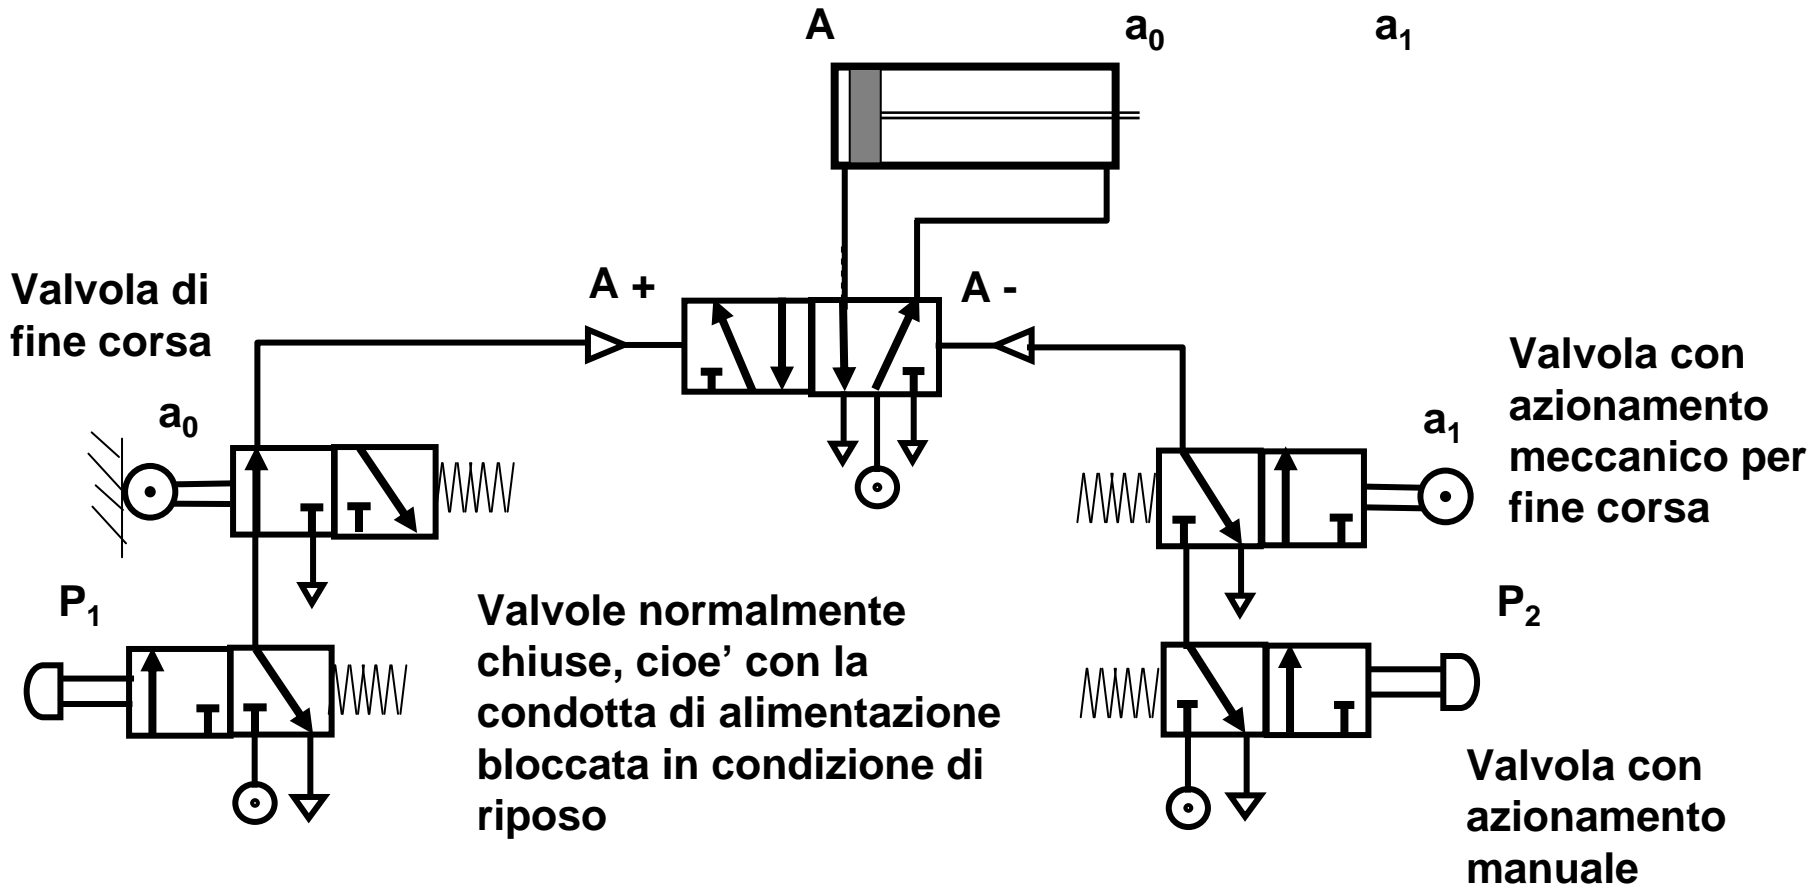 A
a0
a1
A +
A -
Valvola di
fine corsa
a0
Valvola con
azionamento
meccanico per
fine corsa
a1
P1
Valvole normalmente
chiuse, cioe' con la
condotta di alimentazione
bloccata in condizione di
riposo
P2
Valvola con
azionamento
manuale